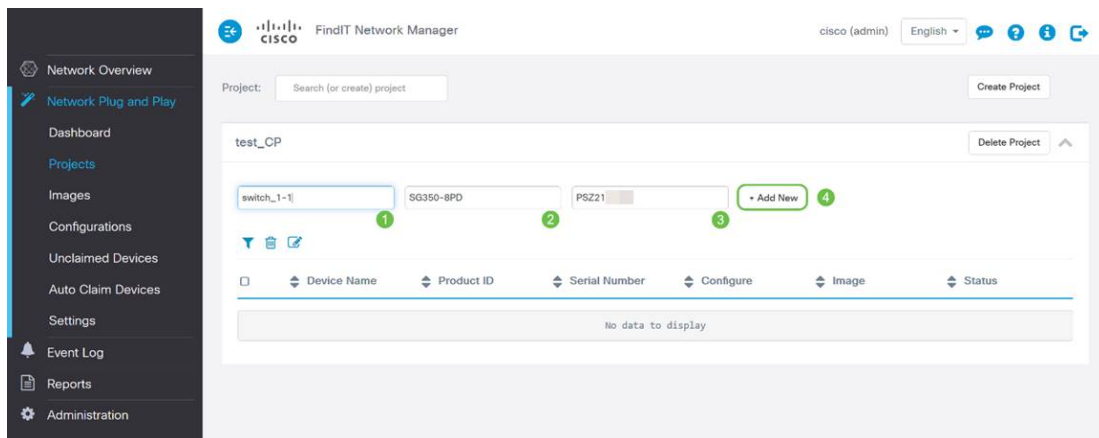 CISCO FindIT Network Manager cisco (admin) English
Network Overview
Network Plug and Play
Dashboard
Projects
Images
Configurations
Unclaimed Devices
Auto Claim Devices
Settings
Event Log
Reports
Administration
Project: Search (or create) project Create Project
test_CP Delete Project
switch_1-1 SG350-8PD PSZ21 + Add New 4
1 2 3
Device Name Product ID Serial Number Configure Image Status
No data to display